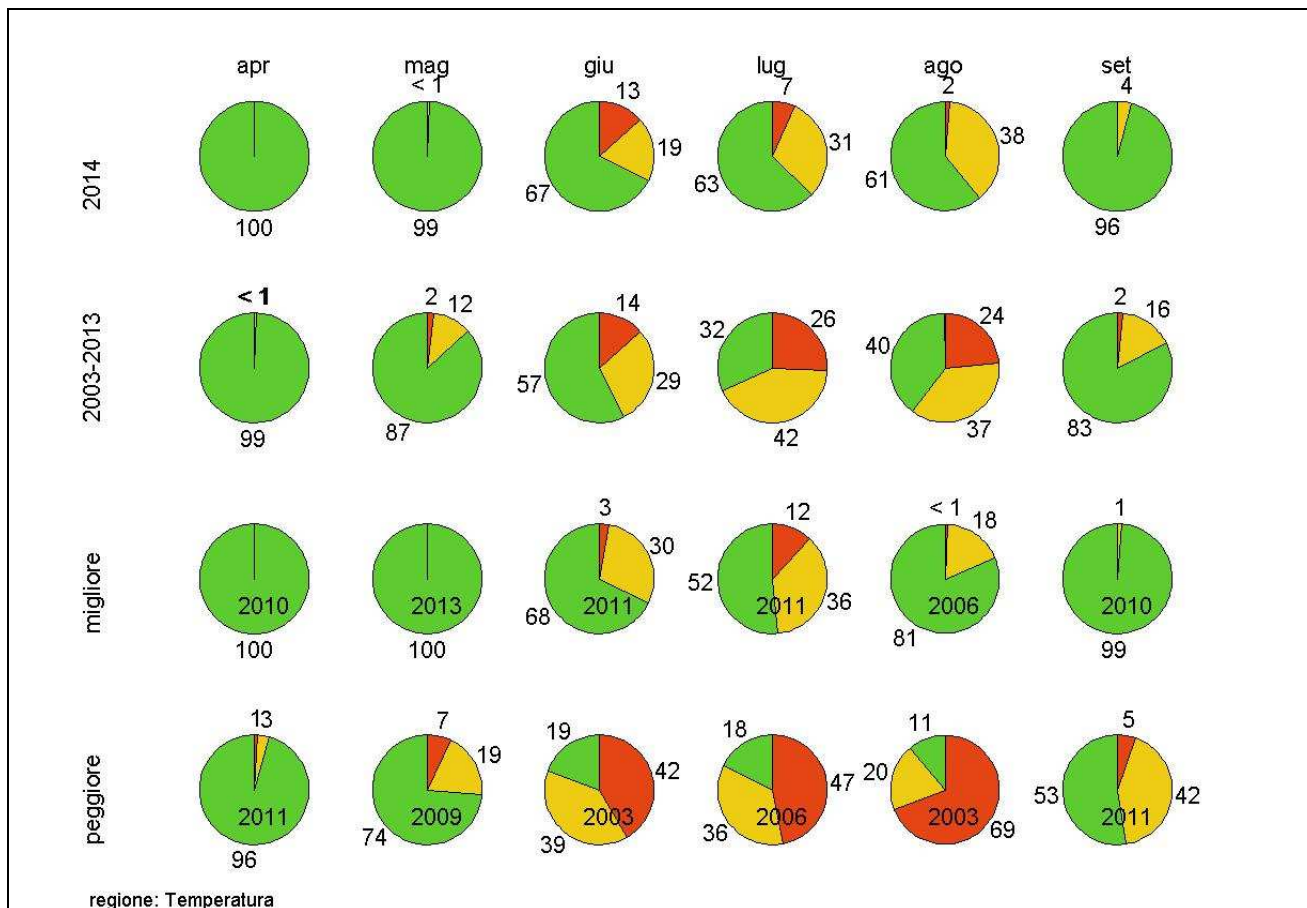 apr mag giu lug ago set
< 1 13 7 2 4
2014 19 31 38
67 63 61
100 99 96
< 1 2 12 14 26 24 2 16
2003-2013 32 40
57 29
99 87 42 37 83
3 12 < 1 18 1
30
migliore 52 36
2010 2013 2011 2011 2006 2010
68 81
100 100 99
13 7 19 18 11 5
19 42 47 20 42
peggiore 53
2011 2009 2003 2006 2003 2011
96 74 39 36 69
regione: Temperatura